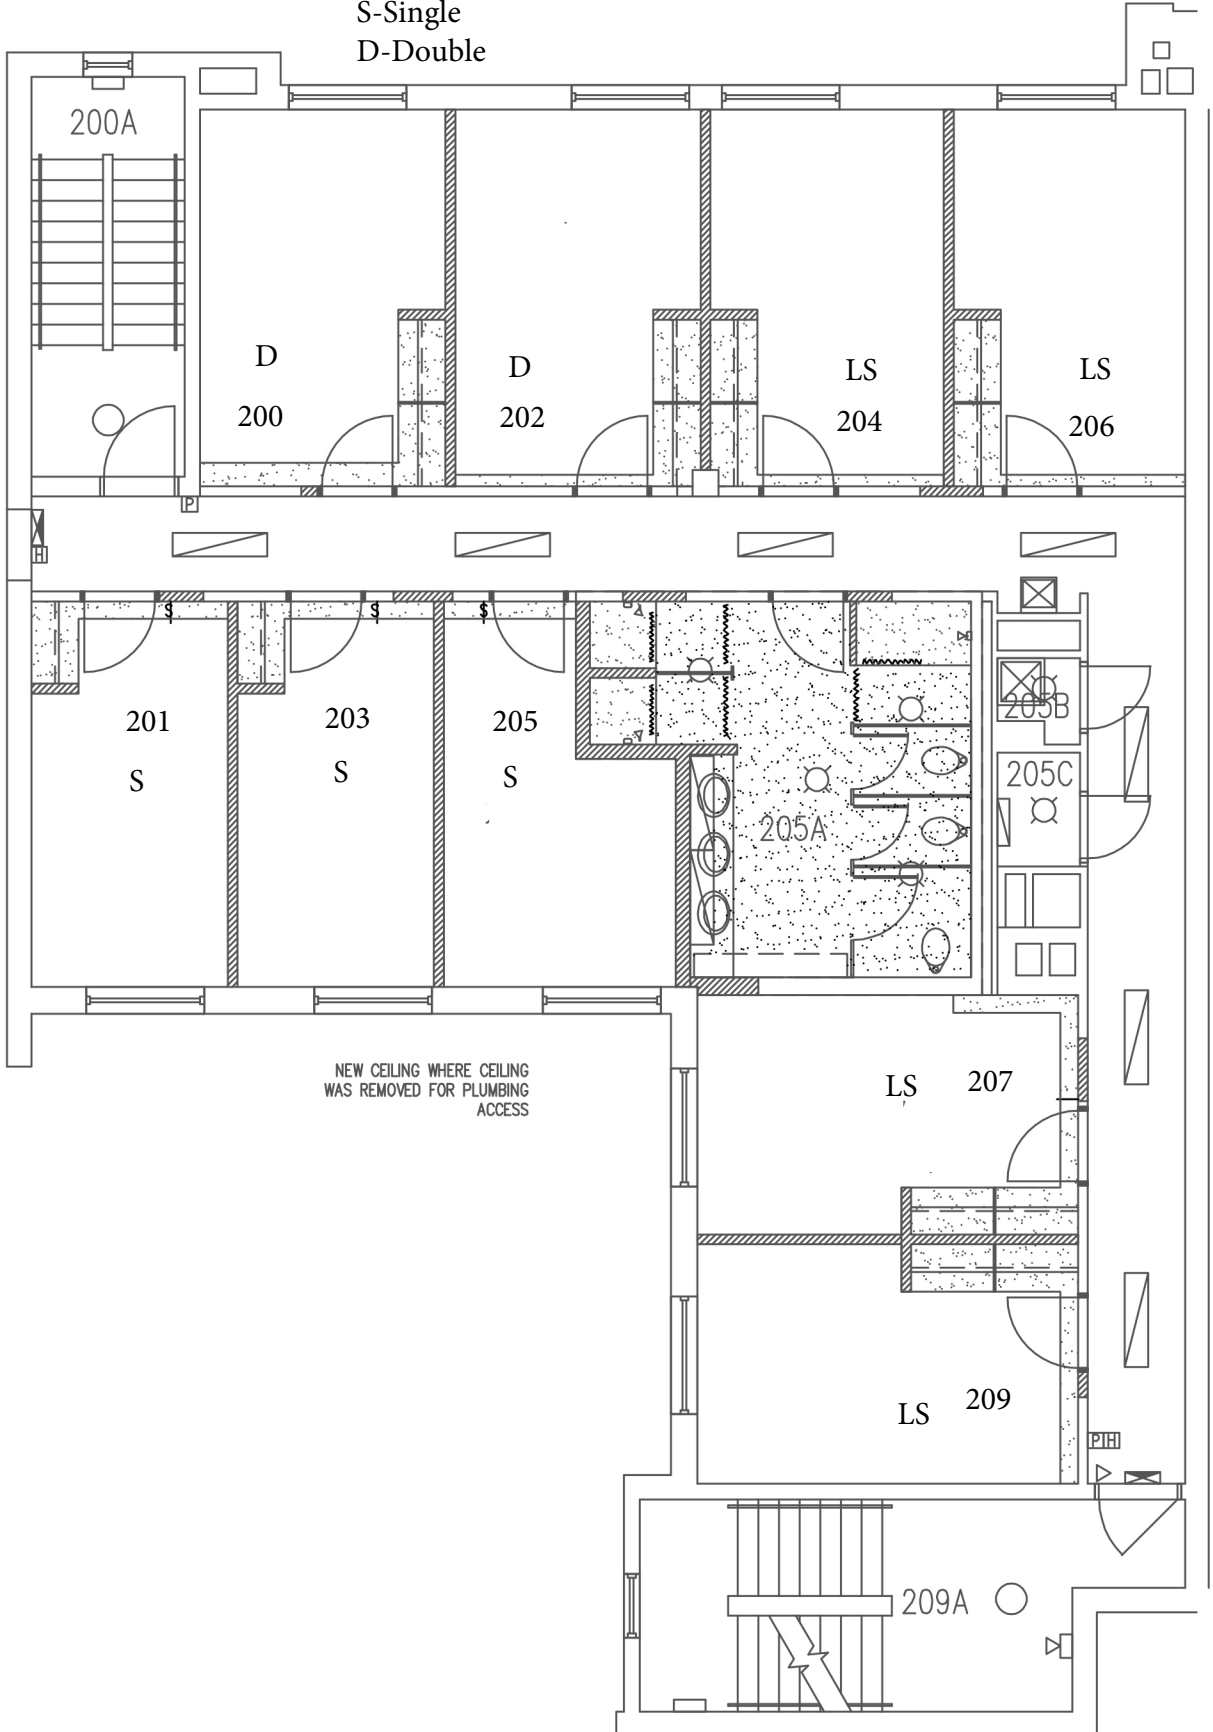 S-Single
D-Double
200A
D
200
D
202
LS
204
LS
206
P
H
S
S
S
201
S
203
S
205
S
205A
205B
205C
NEW CEILING WHERE CEILING
WAS REMOVED FOR PLUMBING
ACCESS
LS 207
LS 209
PH
209A